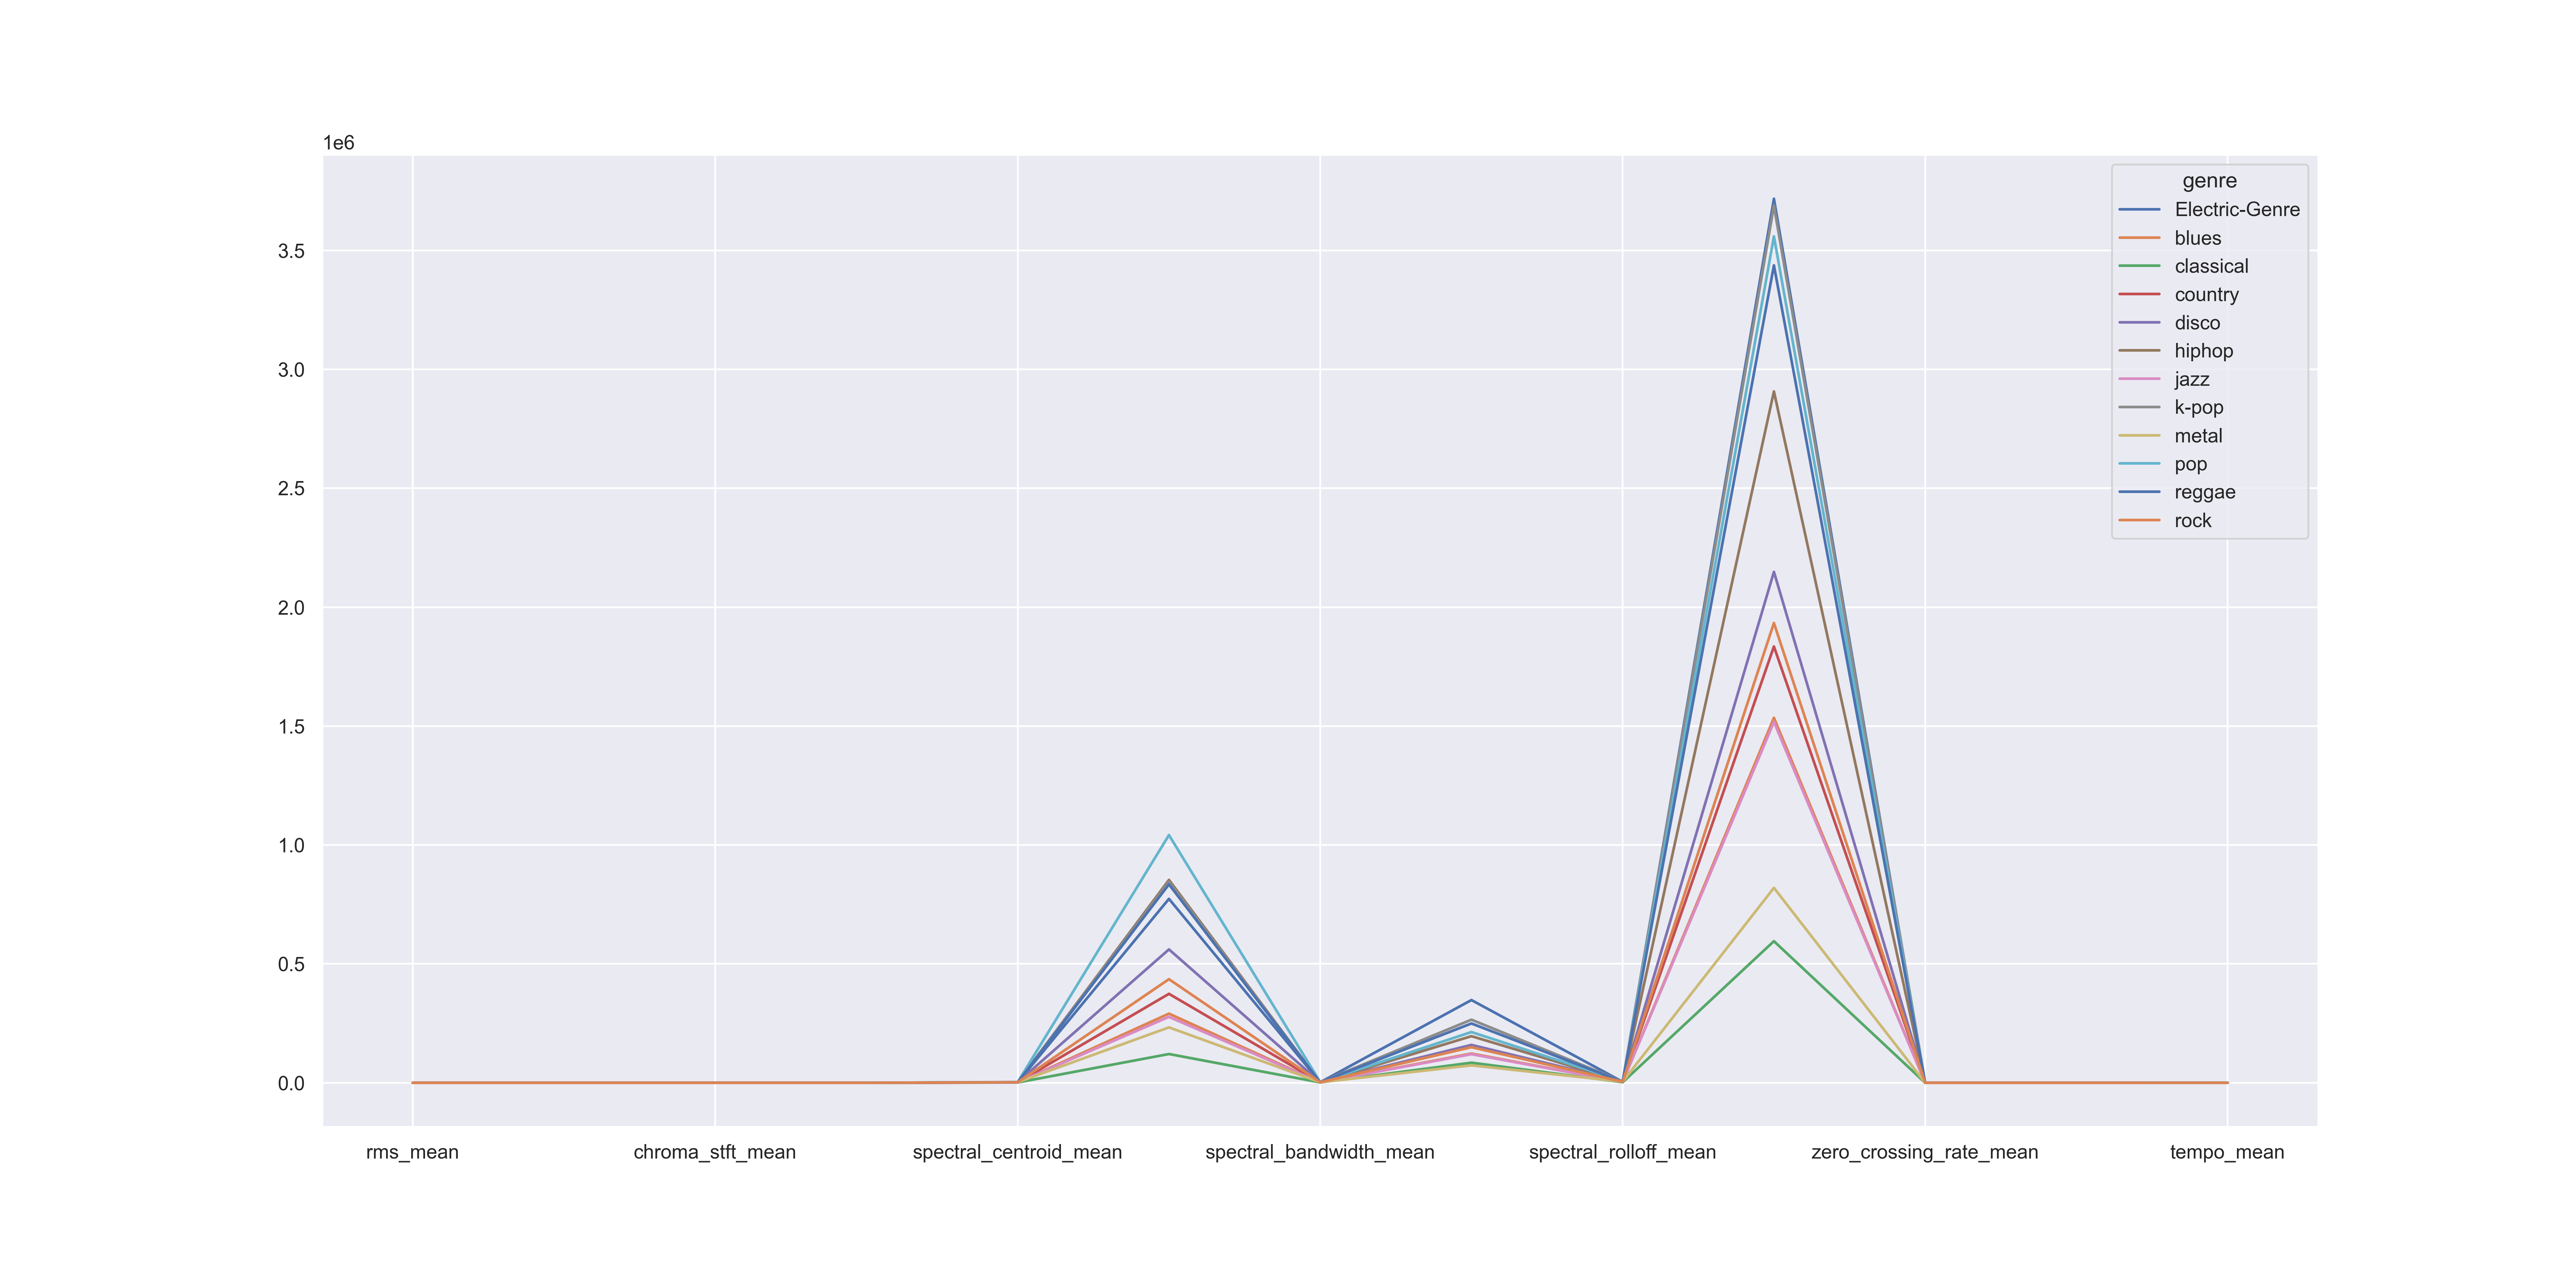 1e6
3.5
3.0
2.5
2.0
1.5
1.0
0.5
0.0
rms_mean
chroma_stft_mean
spectral_centroid_mean
spectral_bandwidth_mean
spectral_rolloff_mean
zero_crossing_rate_mean
tempo_mean
genre
Electric-Genre
blues
classical
country
disco
hiphop
jazz
k-pop
metal
pop
reggae
rock